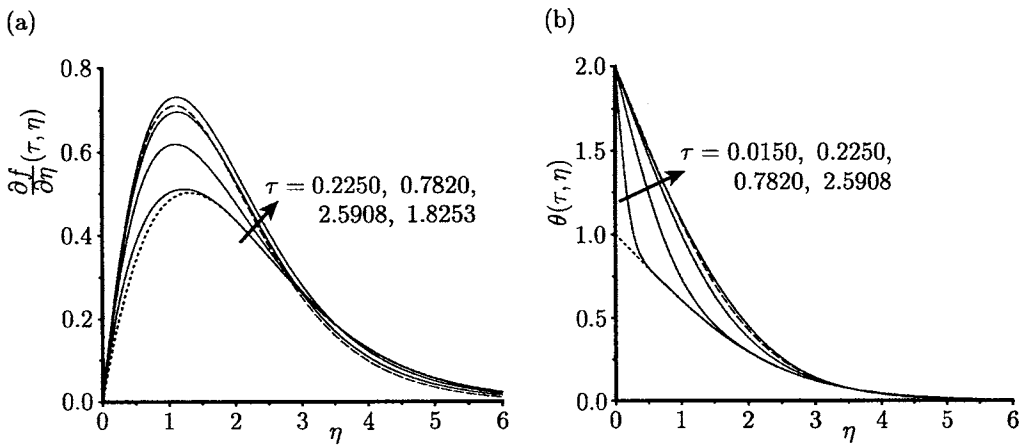 (a)
(b)
0.8
0.6
0.4
0.2
0.0
∂f/∂η (τ, η)
τ = 0.2250, 0.7820,
2.5908, 1.8253
0 1 2 3 4 5 6
η
2.0
1.5
1.0
0.5
0.0
θ(τ, η)
τ = 0.0150, 0.2250,
0.7820, 2.5908
0 1 2 3 4 5 6
η